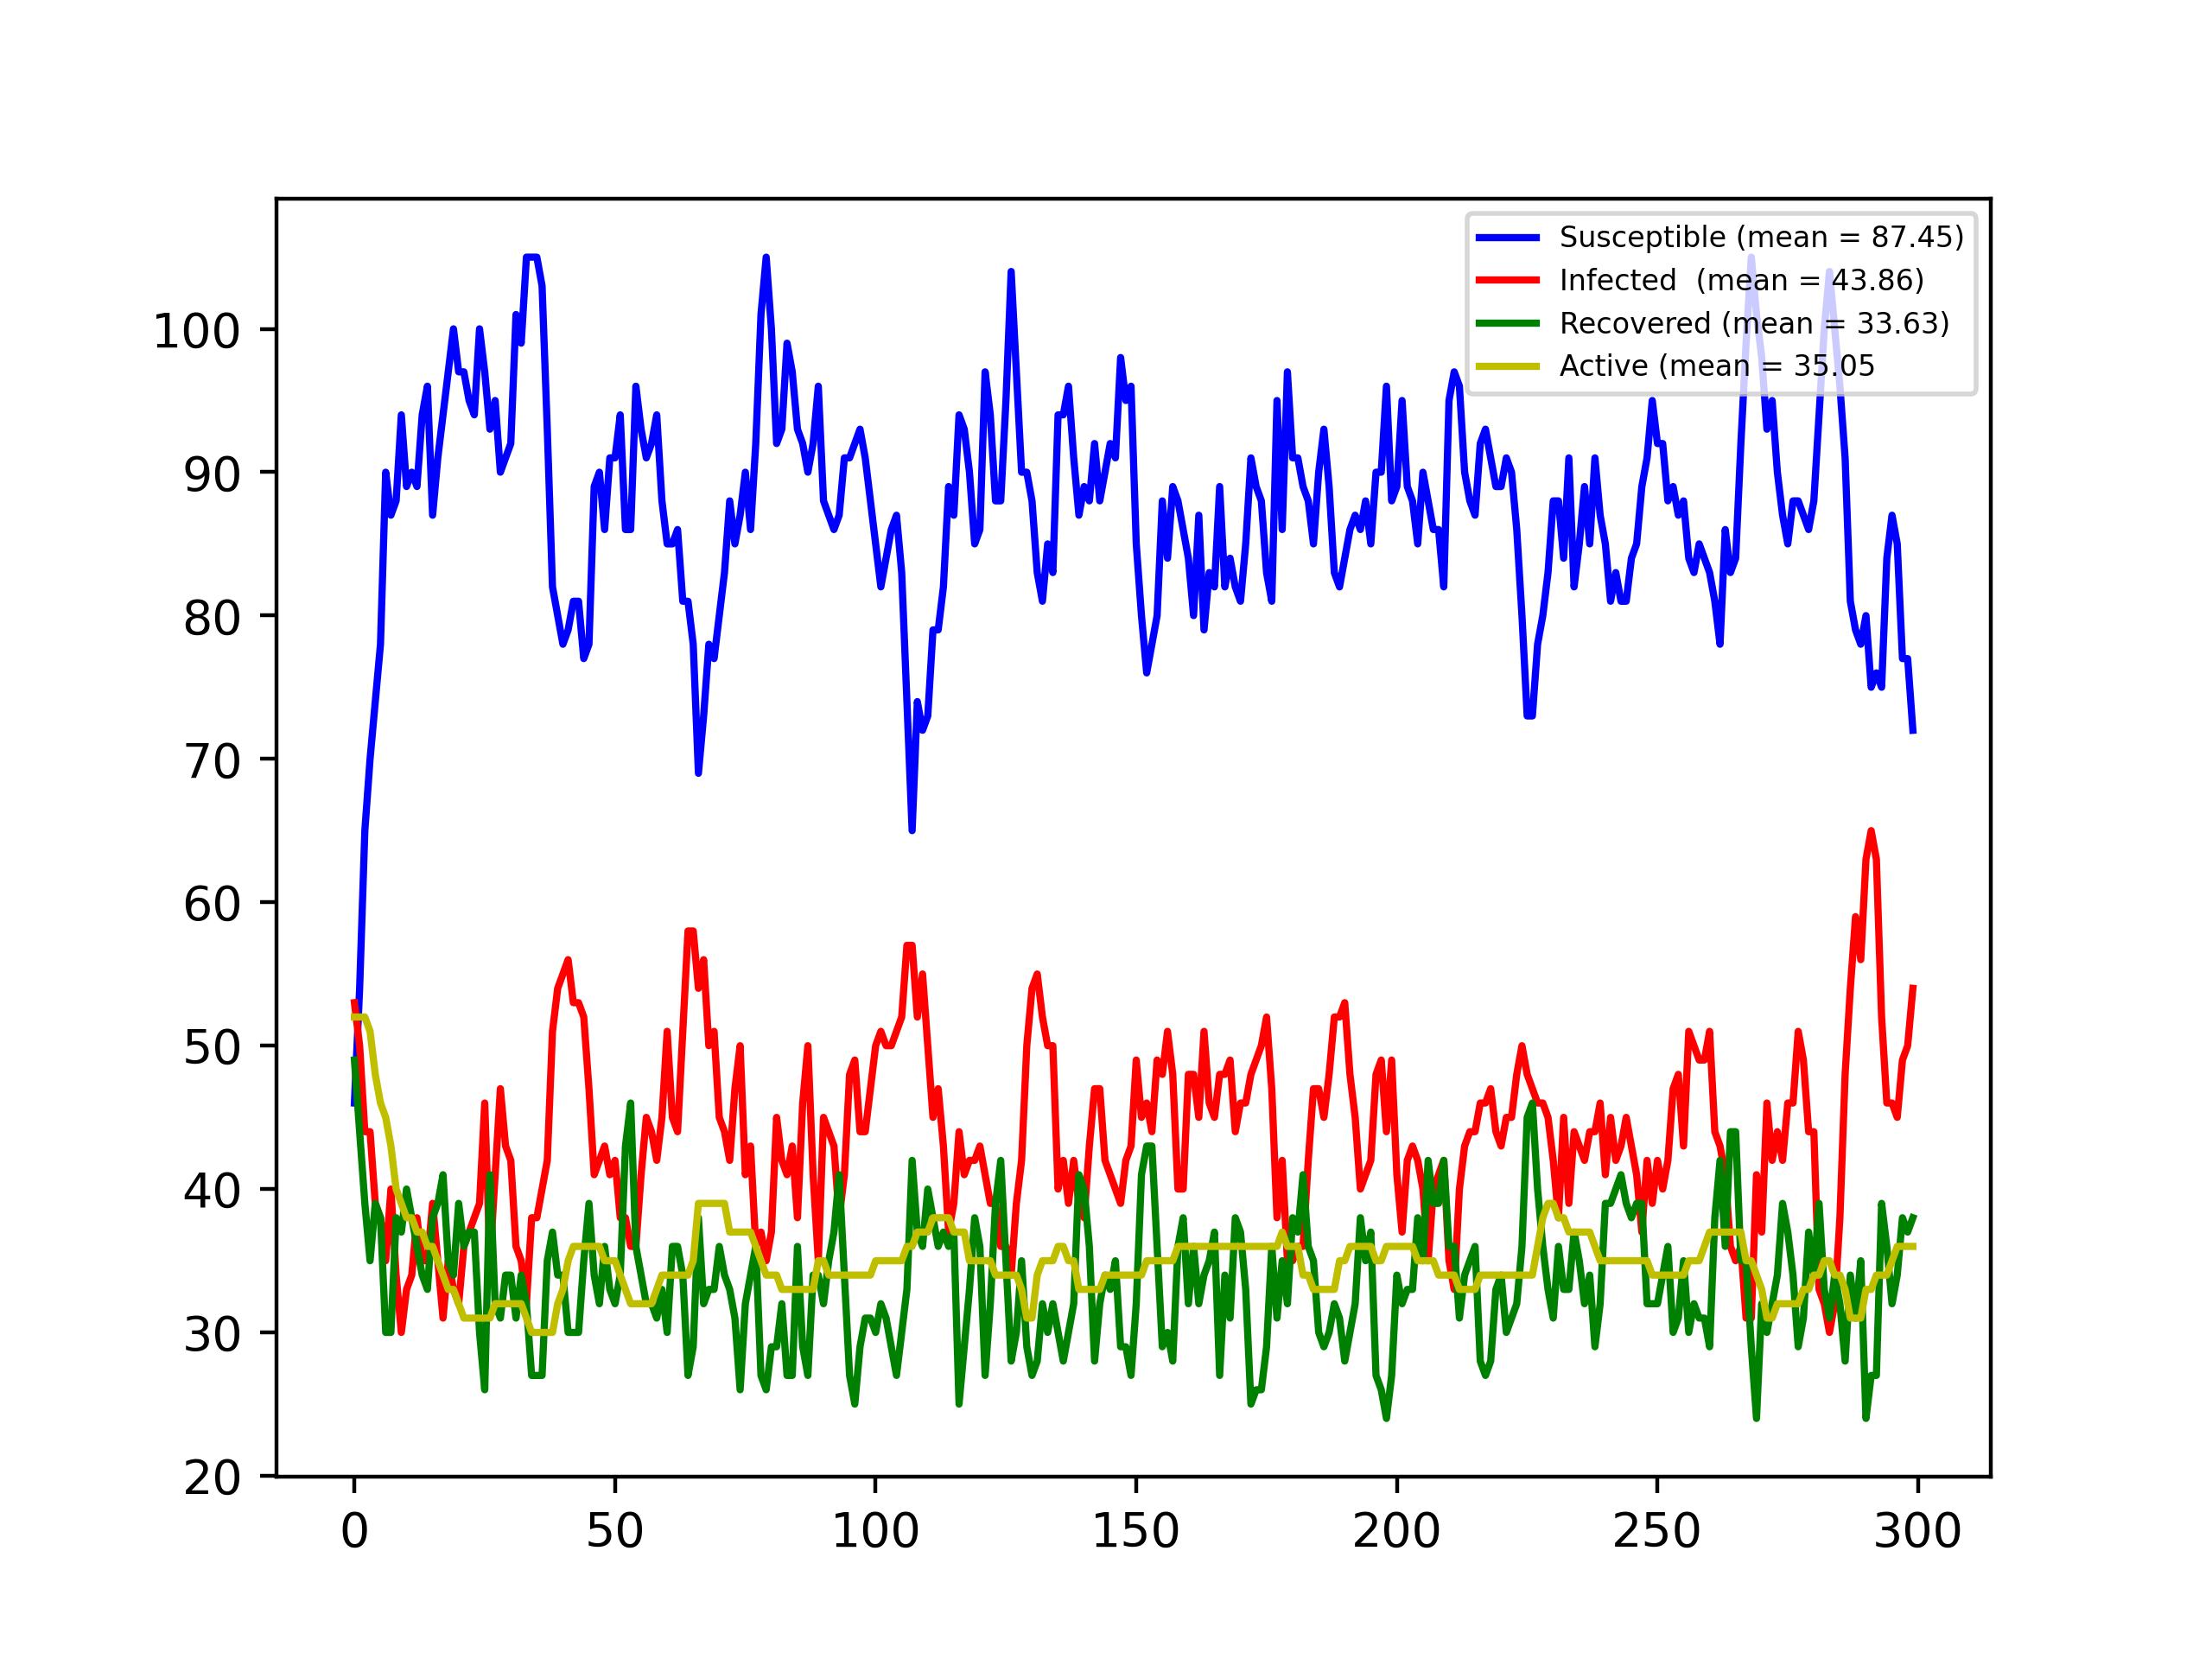 Susceptible (mean = 87.45)
Infected  (mean = 43.86)
Recovered (mean = 33.63)
Active (mean = 35.05
100
90
80
70
60
50
40
30
20
0 50 100 150 200 250 300